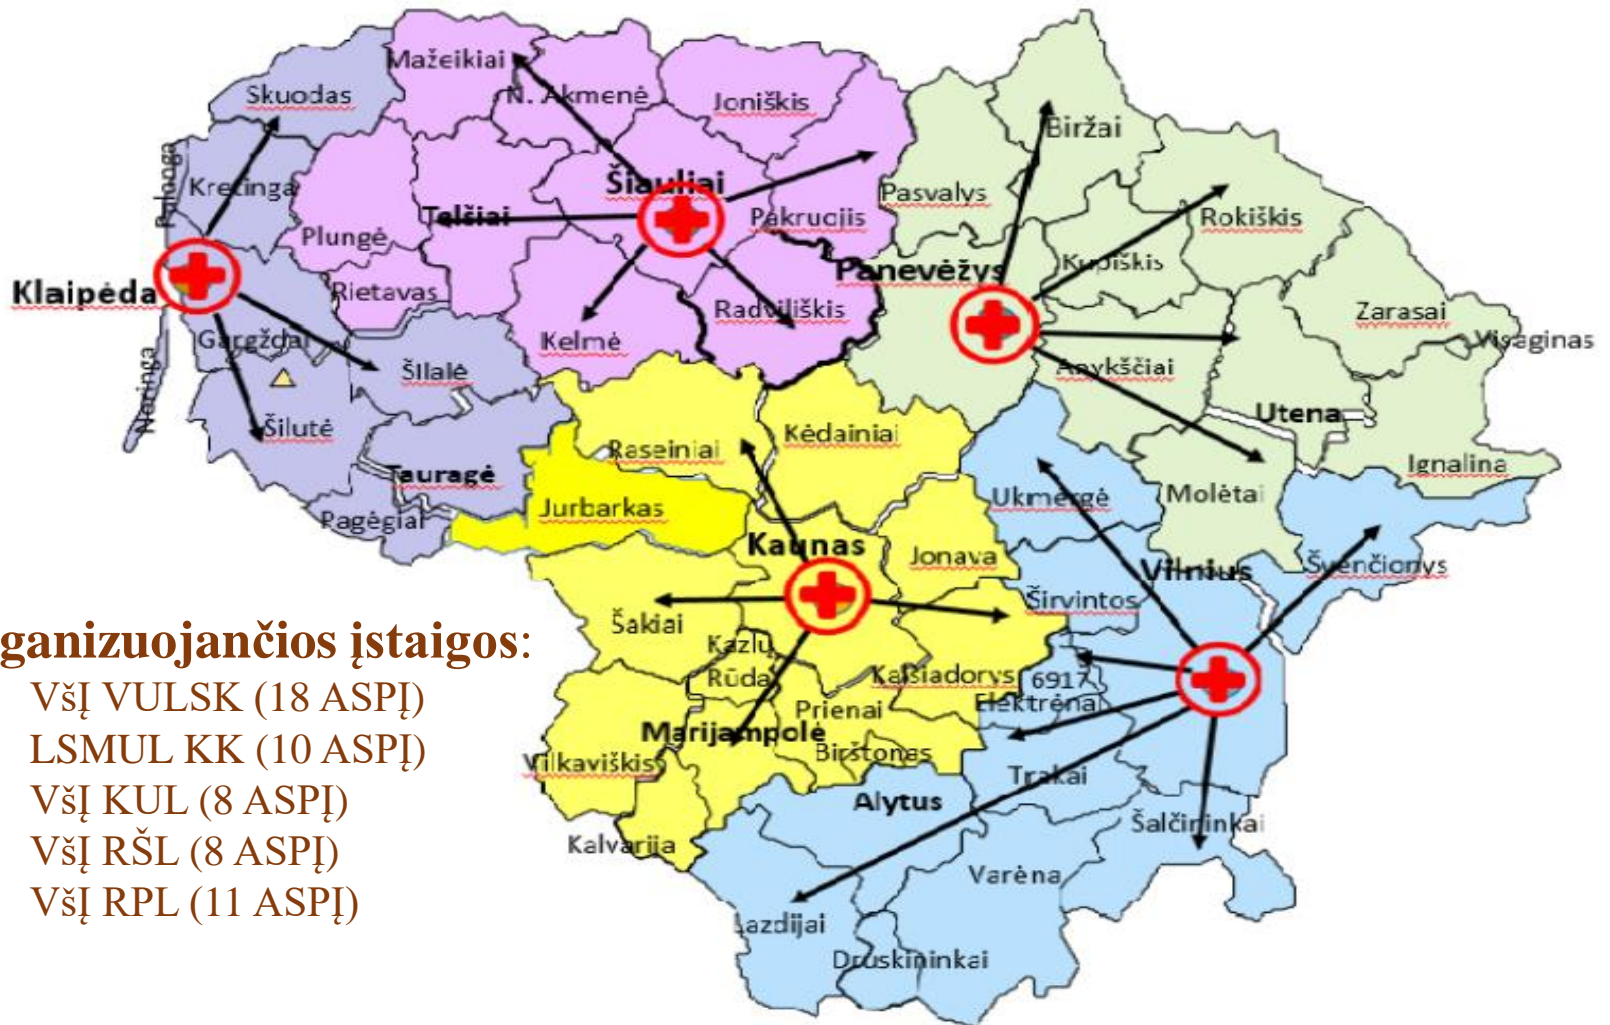 Mažeikiai
Skuodas
N. Akmenė
Joniškis
Biržai
Palanga
Kretinga
Šiauliai
Pasvalys
Telšiai
Pakruojis
Rokiškis
Plungė
Kupiškis
Panevėžys
Klaipėda
Rietavas
Radviliškis
Zarasai
Gargždai
Kelmė
Visaginas
Šilalė
Anykščiai
Neringa
Šilutė
Utena
Raseiniai
Kėdainiai
Tauragė
Ignalina
Jurbarkas
Ukmergė
Molėtai
Pagėgiai
Kaunas
Jonava
Vilnius
Švenčionys
Širvintos
Šakiai
ganizuojančios įstaigos:
Kazlų
Rūda
Kaišiadorys
6917
VšĮ VULSK (18 ASPĮ)
Elektrėnai
Prienai
Marijampolė
LSMUL KK (10 ASPĮ)
Birštonas
Vilkaviškis
Trakai
VšĮ KUL (8 ASPĮ)
Alytus
Šalčininkai
Kalvarija
VšĮ RŠL (8 ASPĮ)
Varėna
VšĮ RPL (11 ASPĮ)
Lazdijai
Druskininkai